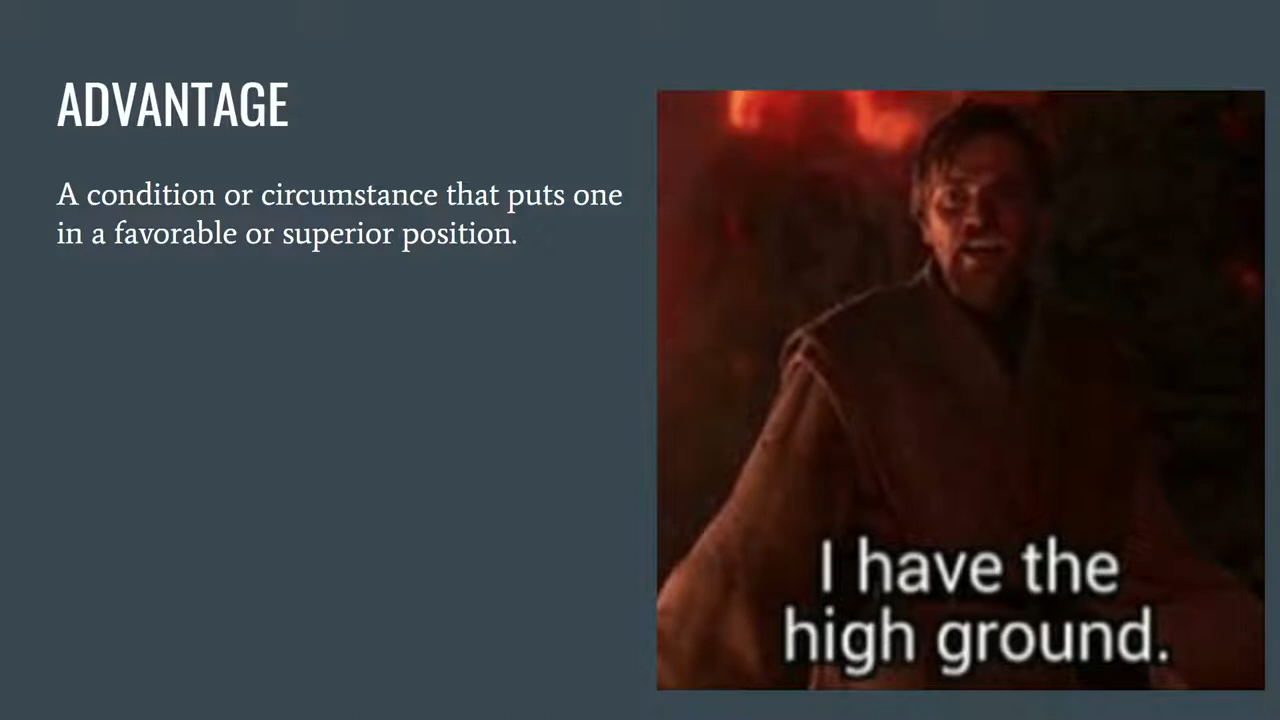 ADVANTAGE
A condition or circumstance that puts one
in a favorable or superior position.
I have the
high ground.